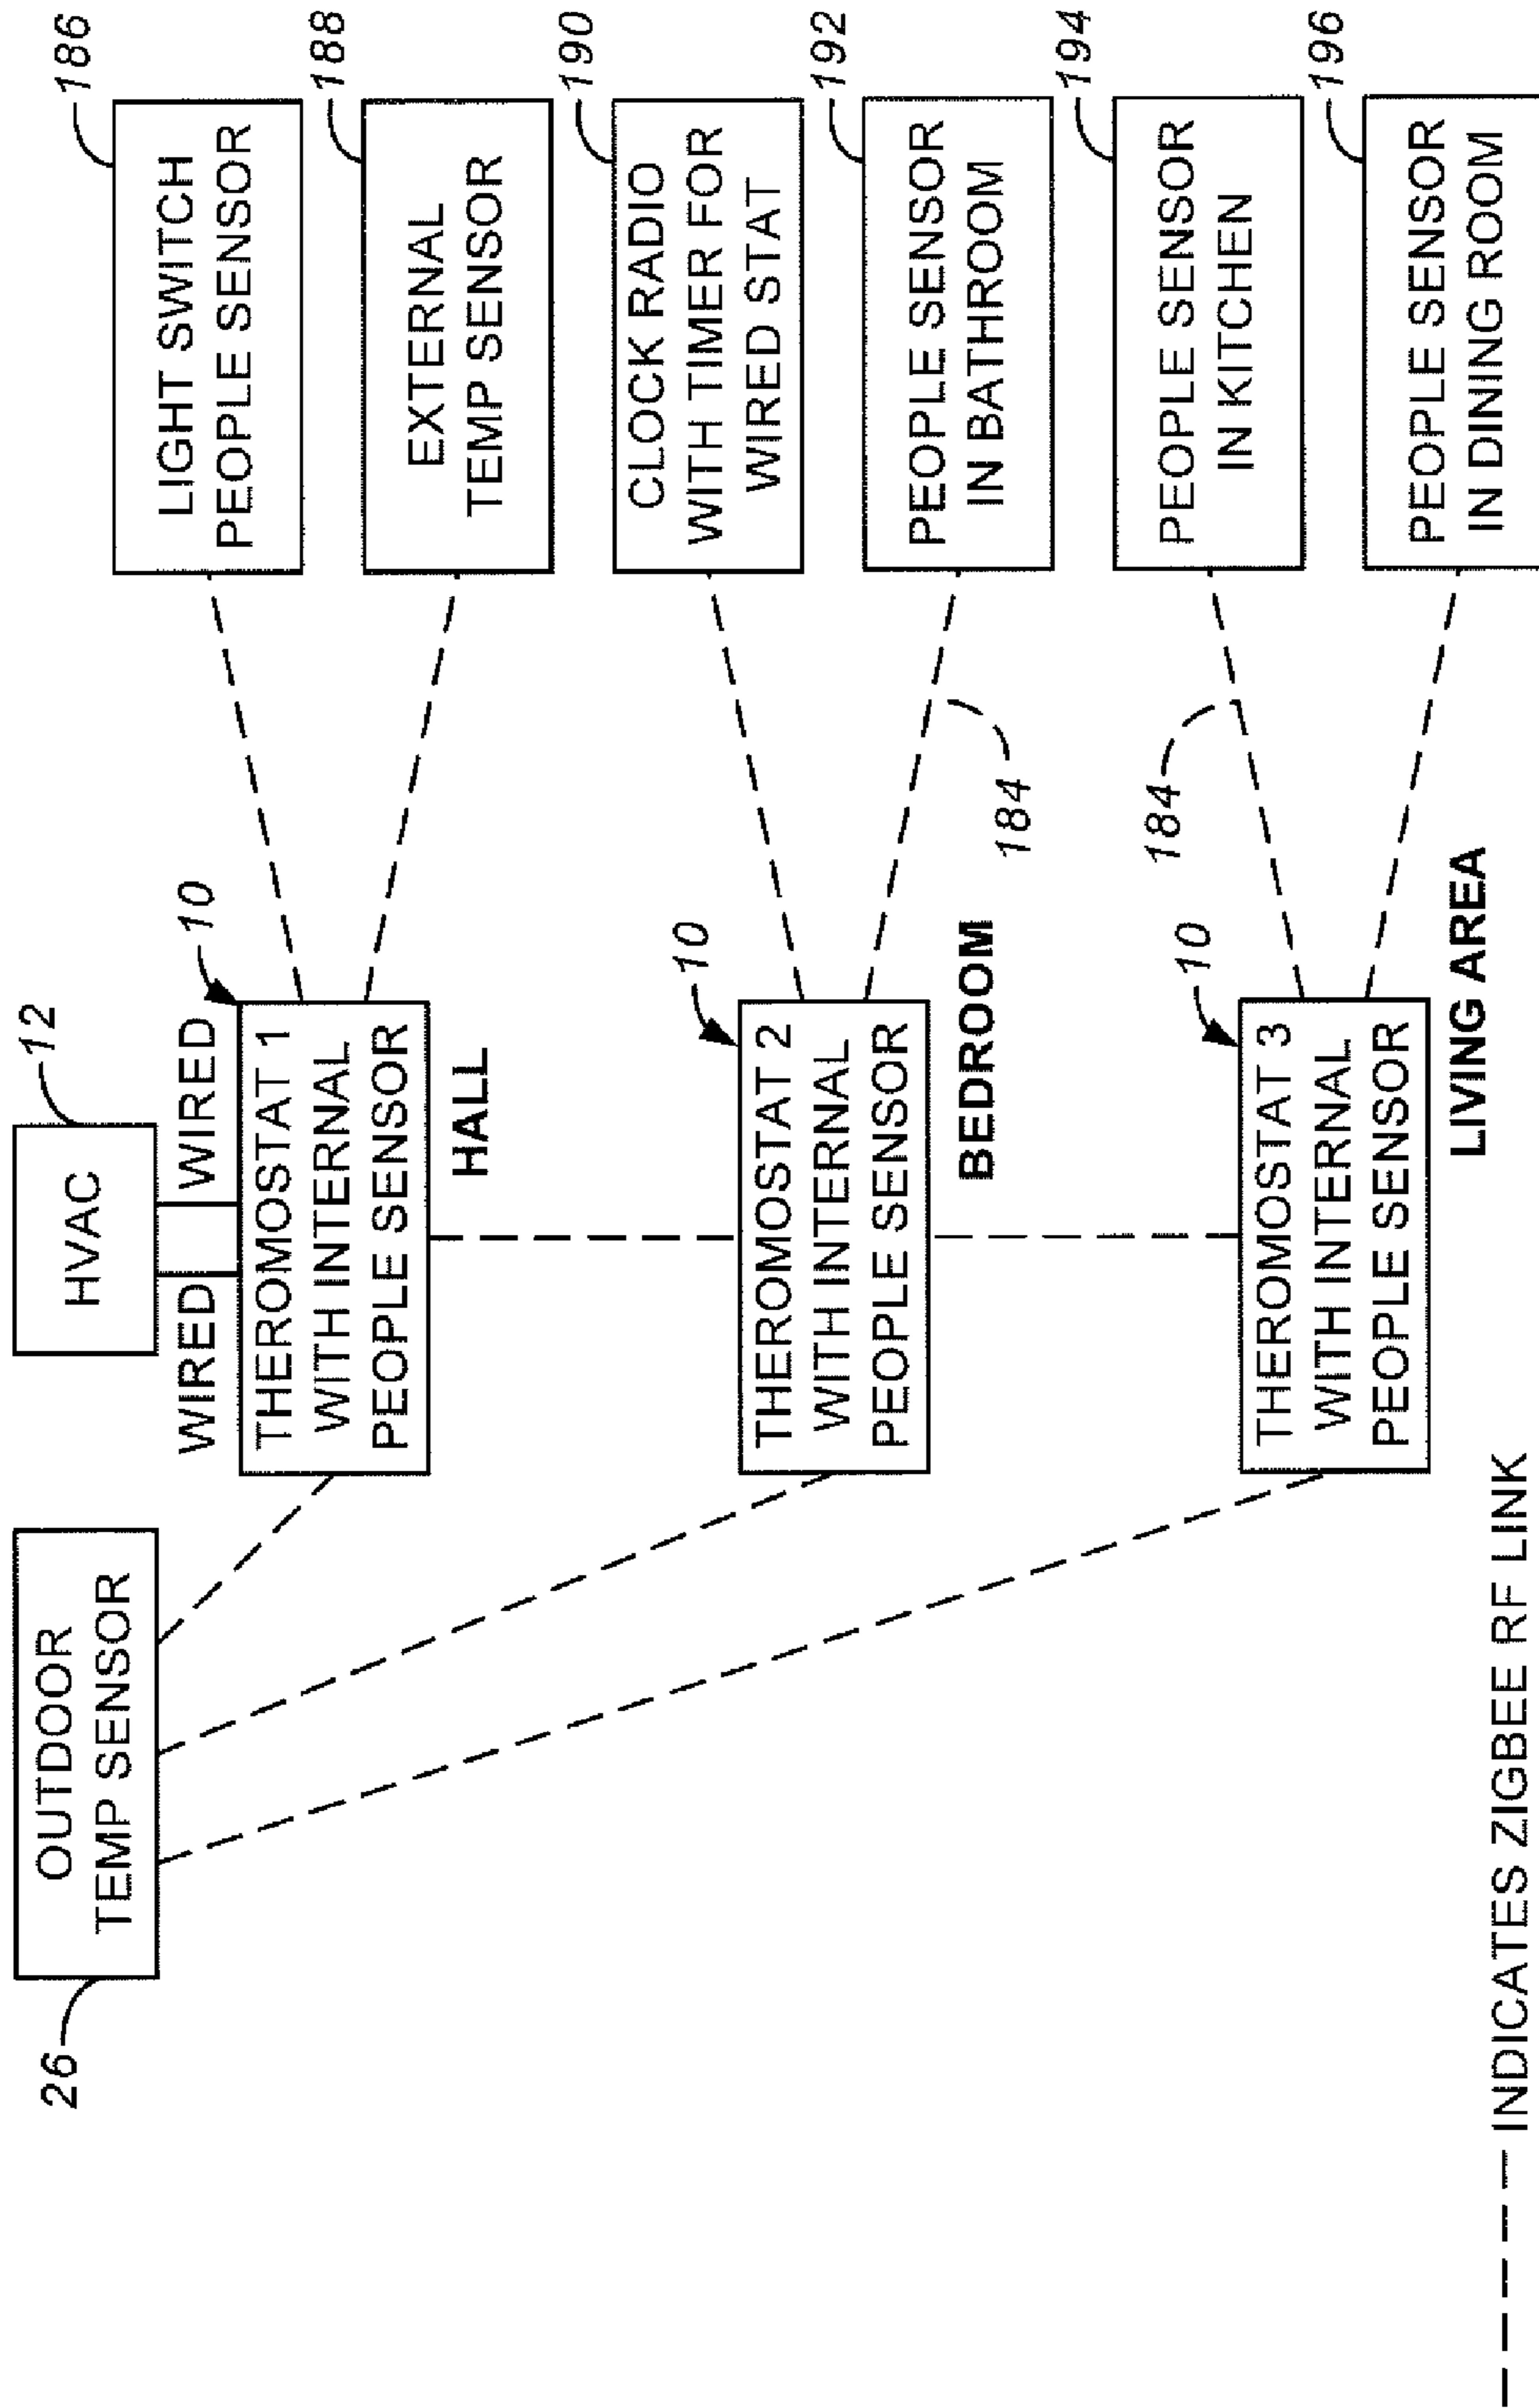 26
OUTDOOR
TEMP SENSOR
HVAC
12
WIRED
WIRED
10
THEROMOSTAT 1
WITH INTERNAL
PEOPLE SENSOR
HALL
10
THEROMOSTAT 2
WITH INTERNAL
PEOPLE SENSOR
BEDROOM
10
THEROMOSTAT 3
WITH INTERNAL
PEOPLE SENSOR
LIVING AREA
184
184
186
LIGHT SWITCH
PEOPLE SENSOR
188
EXTERNAL
TEMP SENSOR
190
CLOCK RADIO
WITH TIMER FOR
WIRED STAT
192
PEOPLE SENSOR
IN BATHROOM
194
PEOPLE SENSOR
IN KITCHEN
196
PEOPLE SENSOR
IN DINING ROOM
INDICATES ZIGBEE RF LINK